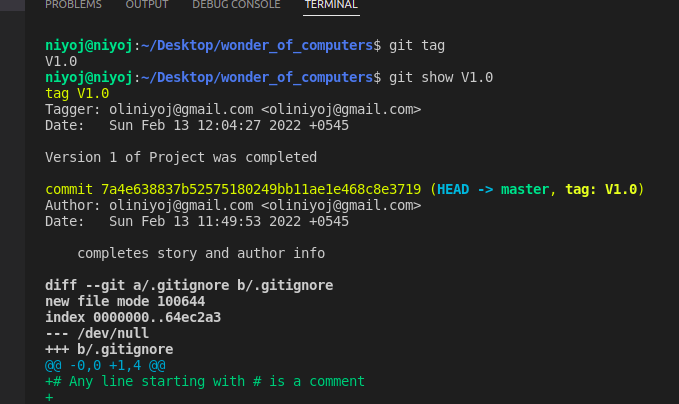 PROBLEMS OUTPUT DEBUG CONSOLE TERMINAL
niyoj@niyoj:~/Desktop/wonder_of_computers$ git tag
V1.0
niyoj@niyoj:~/Desktop/wonder_of_computers$ git show V1.0
tag V1.0
Tagger: oliniyoj@gmail.com <oliniyoj@gmail.com>
Date:   Sun Feb 13 12:04:27 2022 +0545
Version 1 of Project was completed
commit 7a4e638837b52575180249bb11ae1e468c8e3719 (HEAD -> master, tag: V1.0)
Author: oliniyoj@gmail.com <oliniyoj@gmail.com>
Date:   Sun Feb 13 11:49:53 2022 +0545
    completes story and author info
diff --git a/.gitignore b/.gitignore
new file mode 100644
index 0000000..64ec2a3
--- /dev/null
+++ b/.gitignore
@@ -0,0 +1,4 @@
+# Any line starting with # is a comment
+